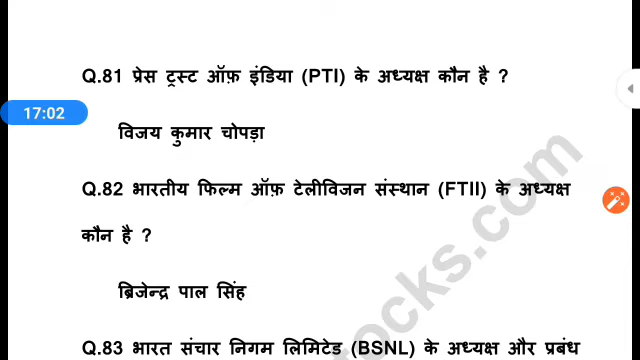 Q.81 प्रेस ट्रस्ट ऑफ़ इंडिया (PTI) के अध्यक्ष कौन है ?
17:02
विजय कुमार चोपड़ा
Q.82 भारतीय फिल्म ऑफ़ टेलीविजन संस्थान (FTII) के अध्यक्ष
कौन है ?
ब्रिजेन्द्र पाल सिंह
Q.83 भारत संचार निगम लिमिटेड (BSNL) के अध्यक्ष और प्रबंध